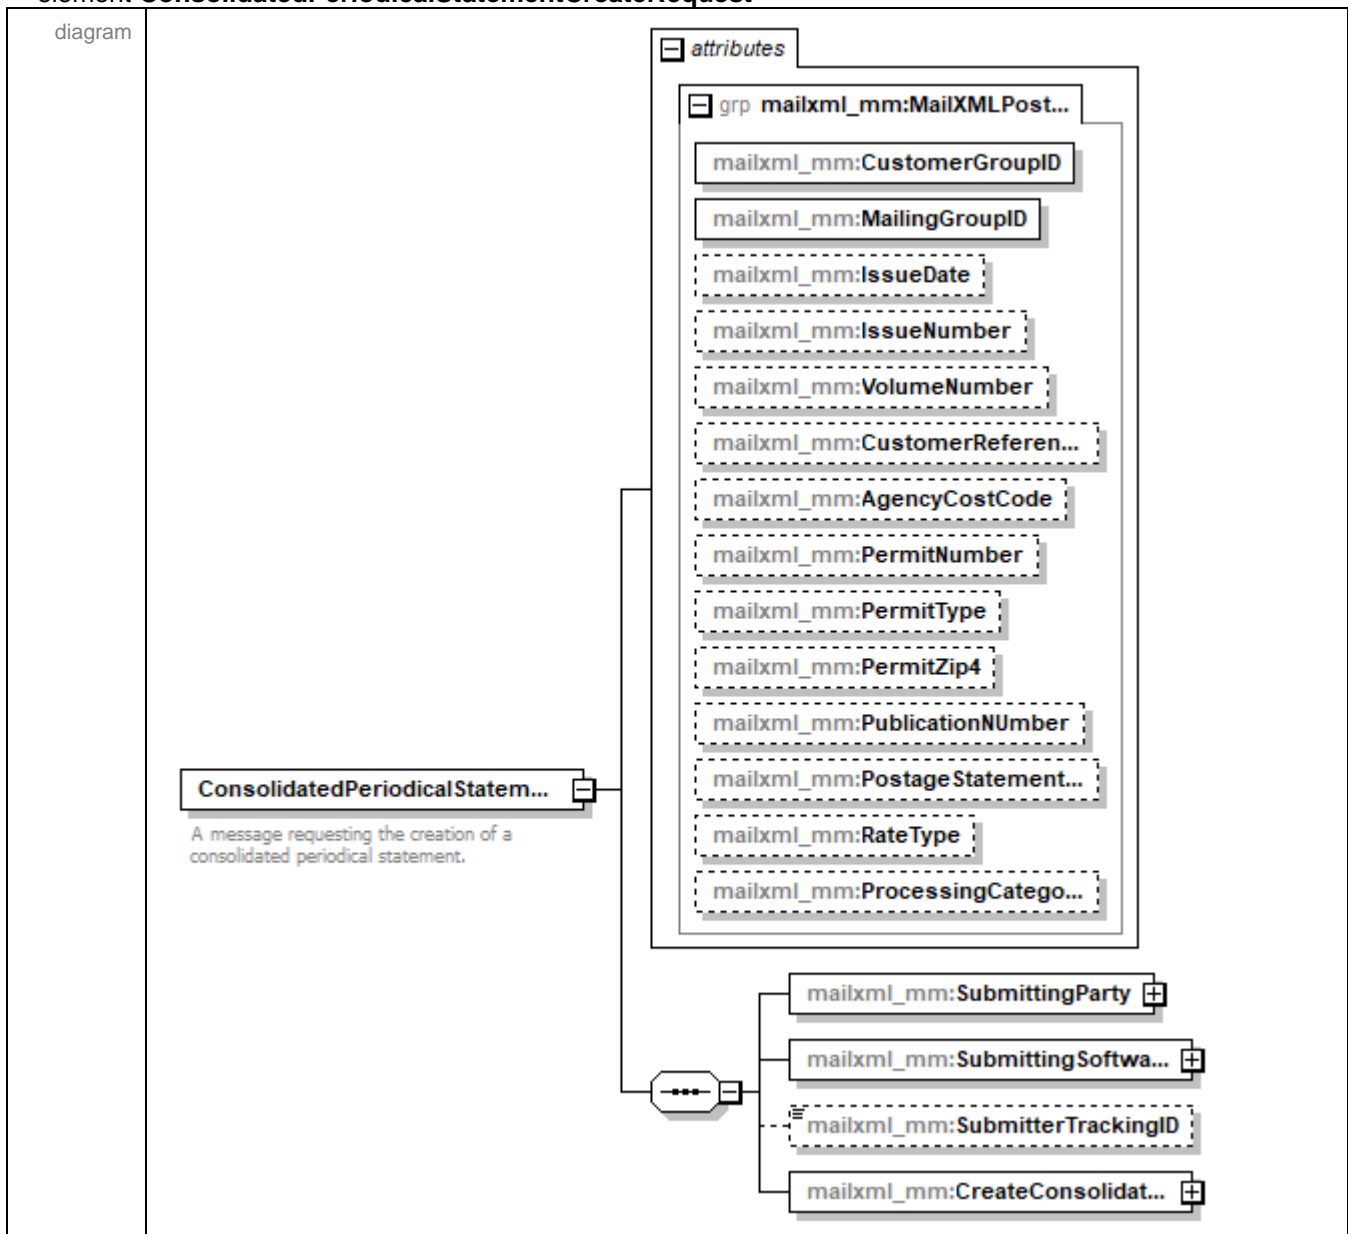 element ConsolidatedPeriodicalStatementCreateRequest
diagram
attributes
grp mailxml_mm:MailXMLPost...
mailxml_mm:CustomerGroupID
mailxml_mm:MailingGroupID
mailxml_mm:IssueDate
mailxml_mm:IssueNumber
mailxml_mm:VolumeNumber
mailxml_mm:CustomerReferen...
mailxml_mm:AgencyCostCode
mailxml_mm:PermitNumber
mailxml_mm:PermitType
mailxml_mm:PermitZip4
mailxml_mm:PublicationNUmber
mailxml_mm:PostageStatement...
mailxml_mm:RateType
mailxml_mm:ProcessingCatego...
ConsolidatedPeriodicalStatem...
A message requesting the creation of a
consolidated periodical statement.
mailxml_mm:SubmittingParty
mailxml_mm:SubmittingSoftwa...
mailxml_mm:SubmitterTrackingID
mailxml_mm:CreateConsolidat...